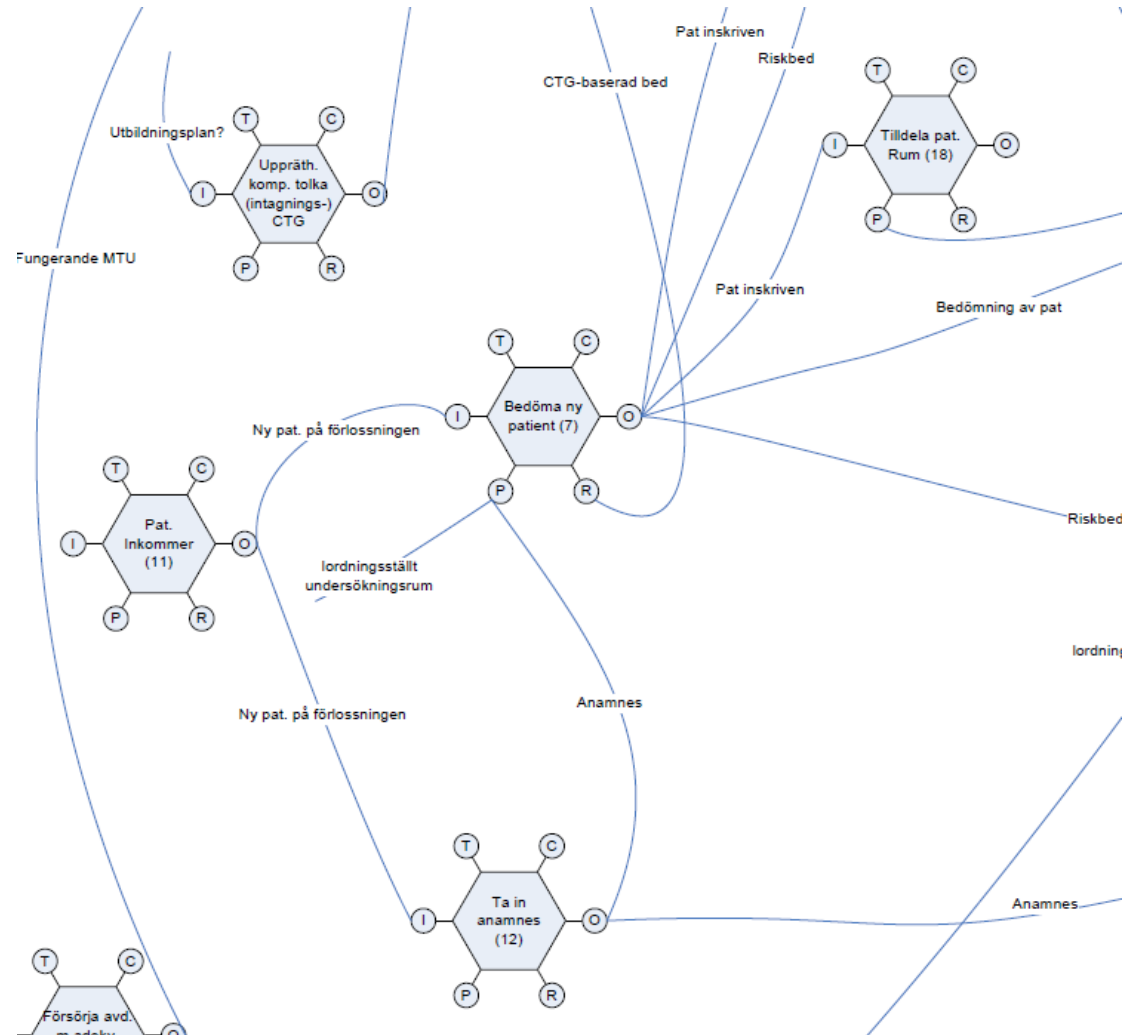 Pat inskriven
Riskbed
CTG-baserad bed
T
C
Tilldela pat.
Rum (18)
I
O
P
R
Utbildningsplan?
T
C
Uppräth.
komp. tolka
(intagnings-)
CTG
I
O
P
R
Fungerande MTU
Pat inskriven
Bedömning av pat
T
C
Bedöma ny
patient (7)
I
O
P
R
Ny pat. på förlossningen
T
C
Pat.
Inkommer
(11)
I
O
P
R
Iordningsställt
undersökningsrum
Riskbed
Iordning
Ny pat. på förlossningen
Anamnes
T
C
Ta in
anamnes
(12)
I
O
P
R
Anamnes
T
C
Försörja avd.
O